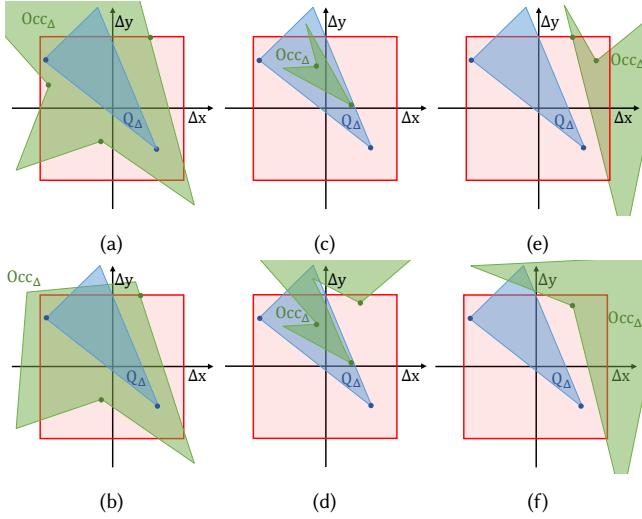 Occ_Δ Δy Δy Δy
Occ_Δ
Δx Δx Δx
Q_Δ Q_Δ Q_Δ
(a) (c) (e)
Occ_Δ Δy Δy Δy
Occ_Δ Occ_Δ
Q_Δ Δx Q_Δ Δx Q_Δ Δx
(b) (d) (f)